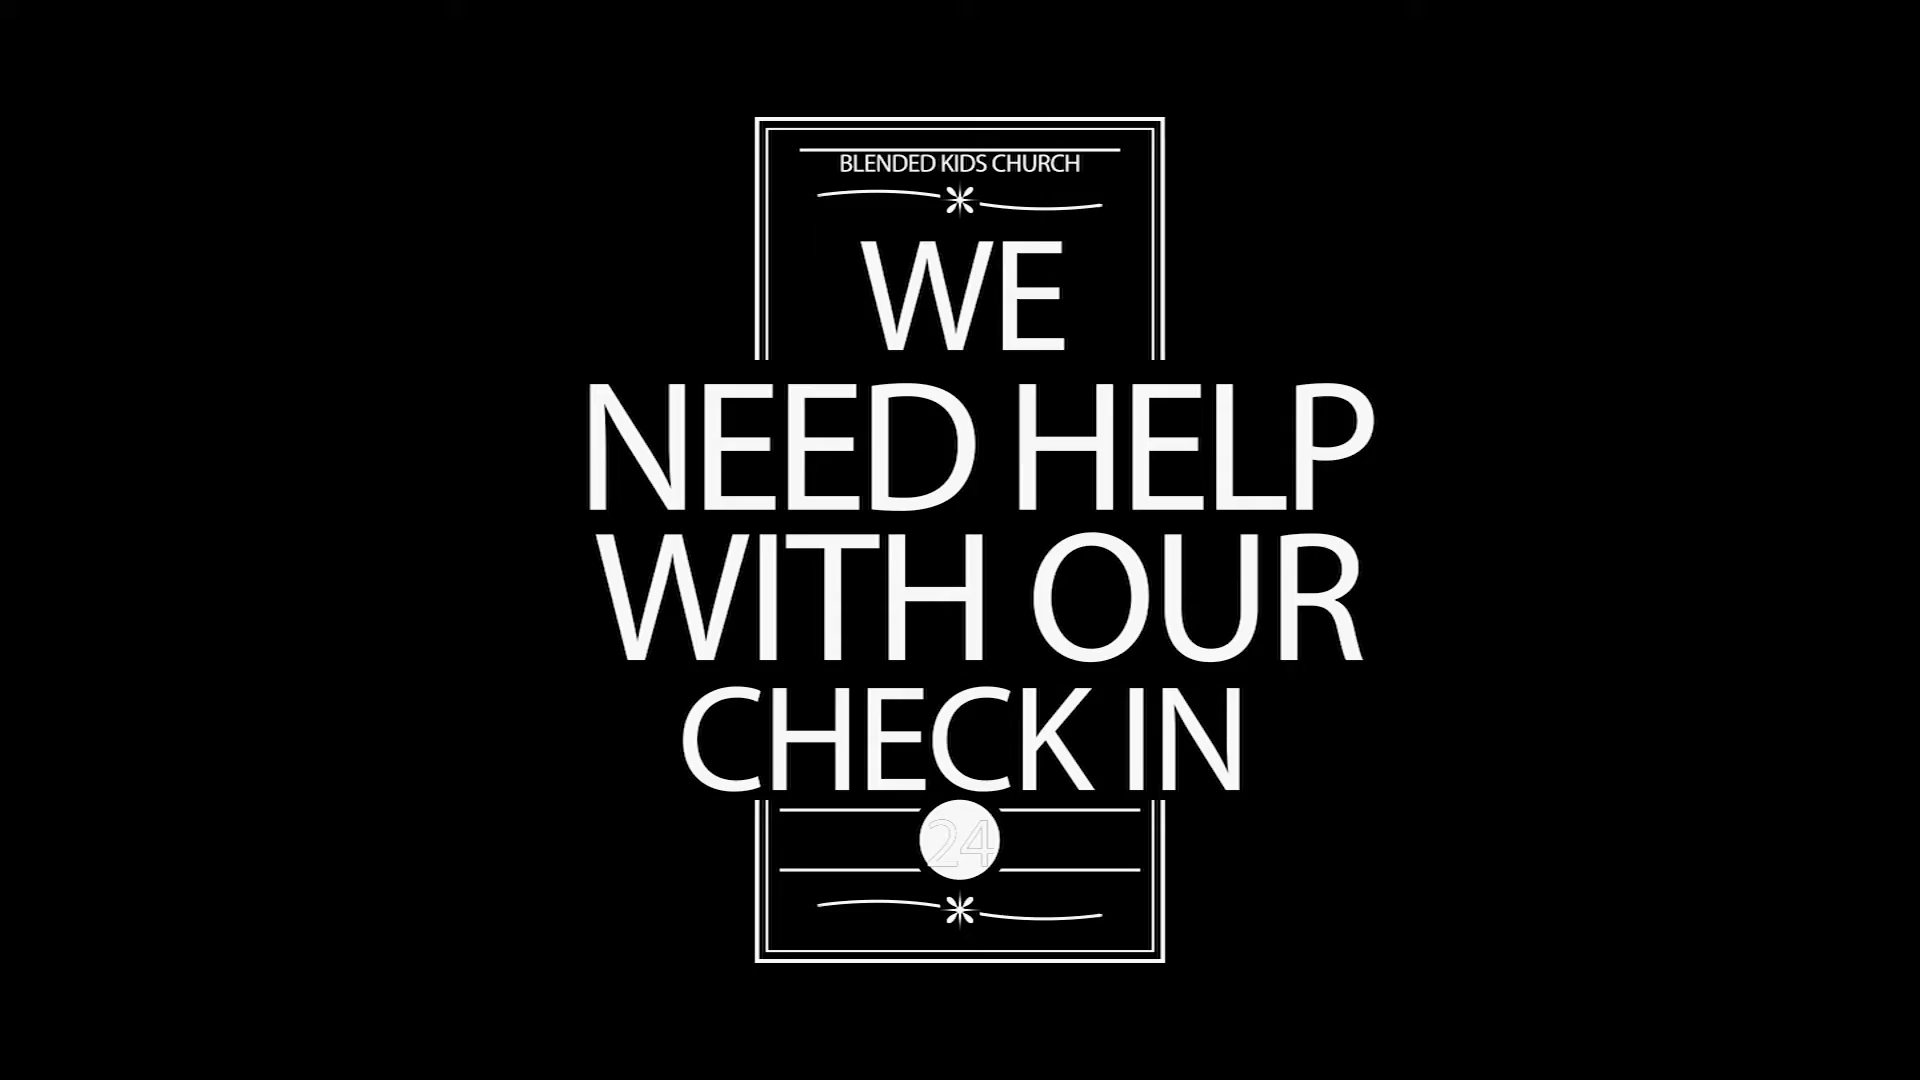 BLENDED KIDS CHURCH
WE
NEED HELP
WITH OUR
CHECK IN
24